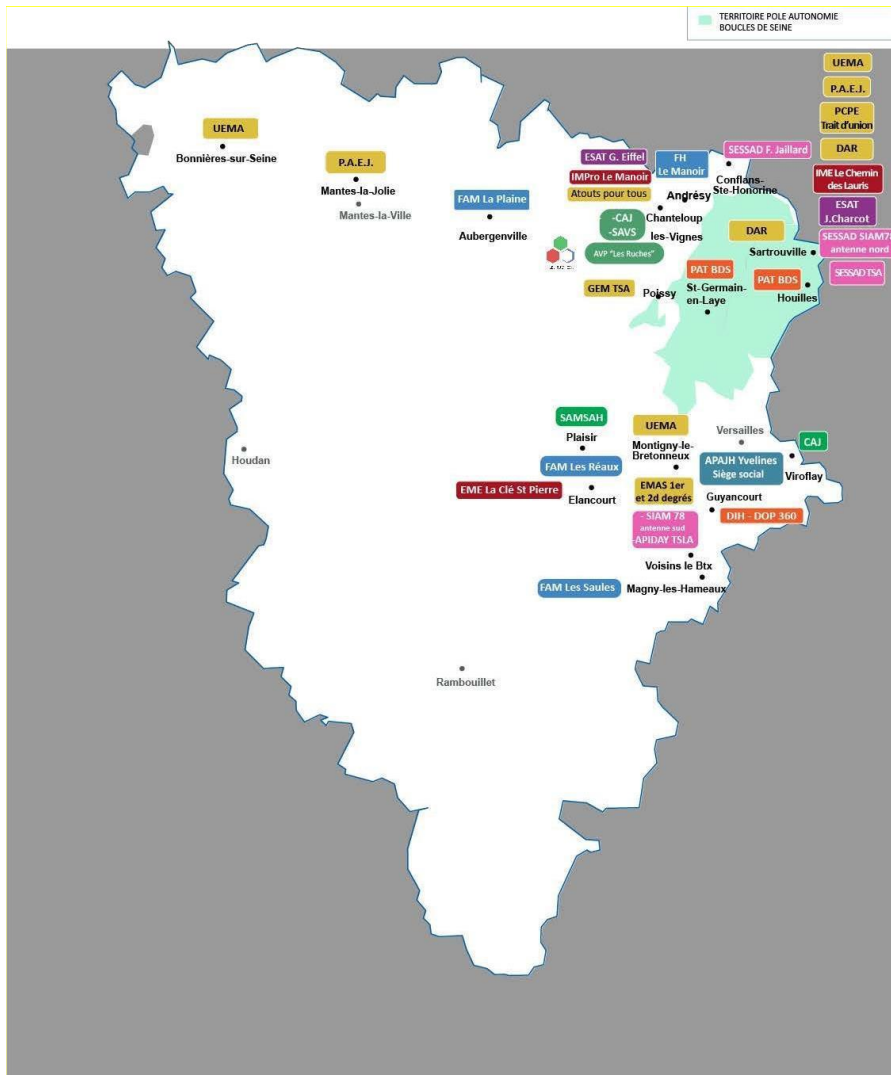 TERRITOIRE POLE AUTONOMIE
BOUCLES DE SEINE
UEMA
P.A.E.J.
PCPE
Trait d'union
DAR
IME Le Chemin
des Lauris
ESAT
J.Charcot
SESSAD SIAM78
antenne nord
SESSAD TSA
UEMA
Bonnières-sur-Seine
P.A.E.J.
Mantes-la-Jolie
Mantes-la-Ville
FAM La Plaine
Aubergenville
ESAT G. Eiffel
IMPro Le Manoir
Atouts pour tous
-CAJ
-SAVS
AVP "Les Ruches"
FH
Le Manoir
Andrésy
Chanteloup
les-Vignes
SESSAD F. Jaillard
Conflans-
Ste-Honorine
DAR
Sartrouville
GEM TSA
Poissy
PAT BDS
St-Germain-
en-Laye
PAT BDS
Houilles
SAMSAH
Plaisir
FAM Les Réaux
EME La Clé St Pierre
Elancourt
UEMA
Montigny-le-
Bretonneux
EMAS 1er
et 2d degrés
Versailles
APAJH Yvelines
Siège social
CAJ
Viroflay
Guyancourt
DIH - DOP 360
- SIAM 78
antenne sud
-APIDAY TSLA
Voisins le Btx
FAM Les Saules
Magny-les-Hameaux
Houdan
Rambouillet